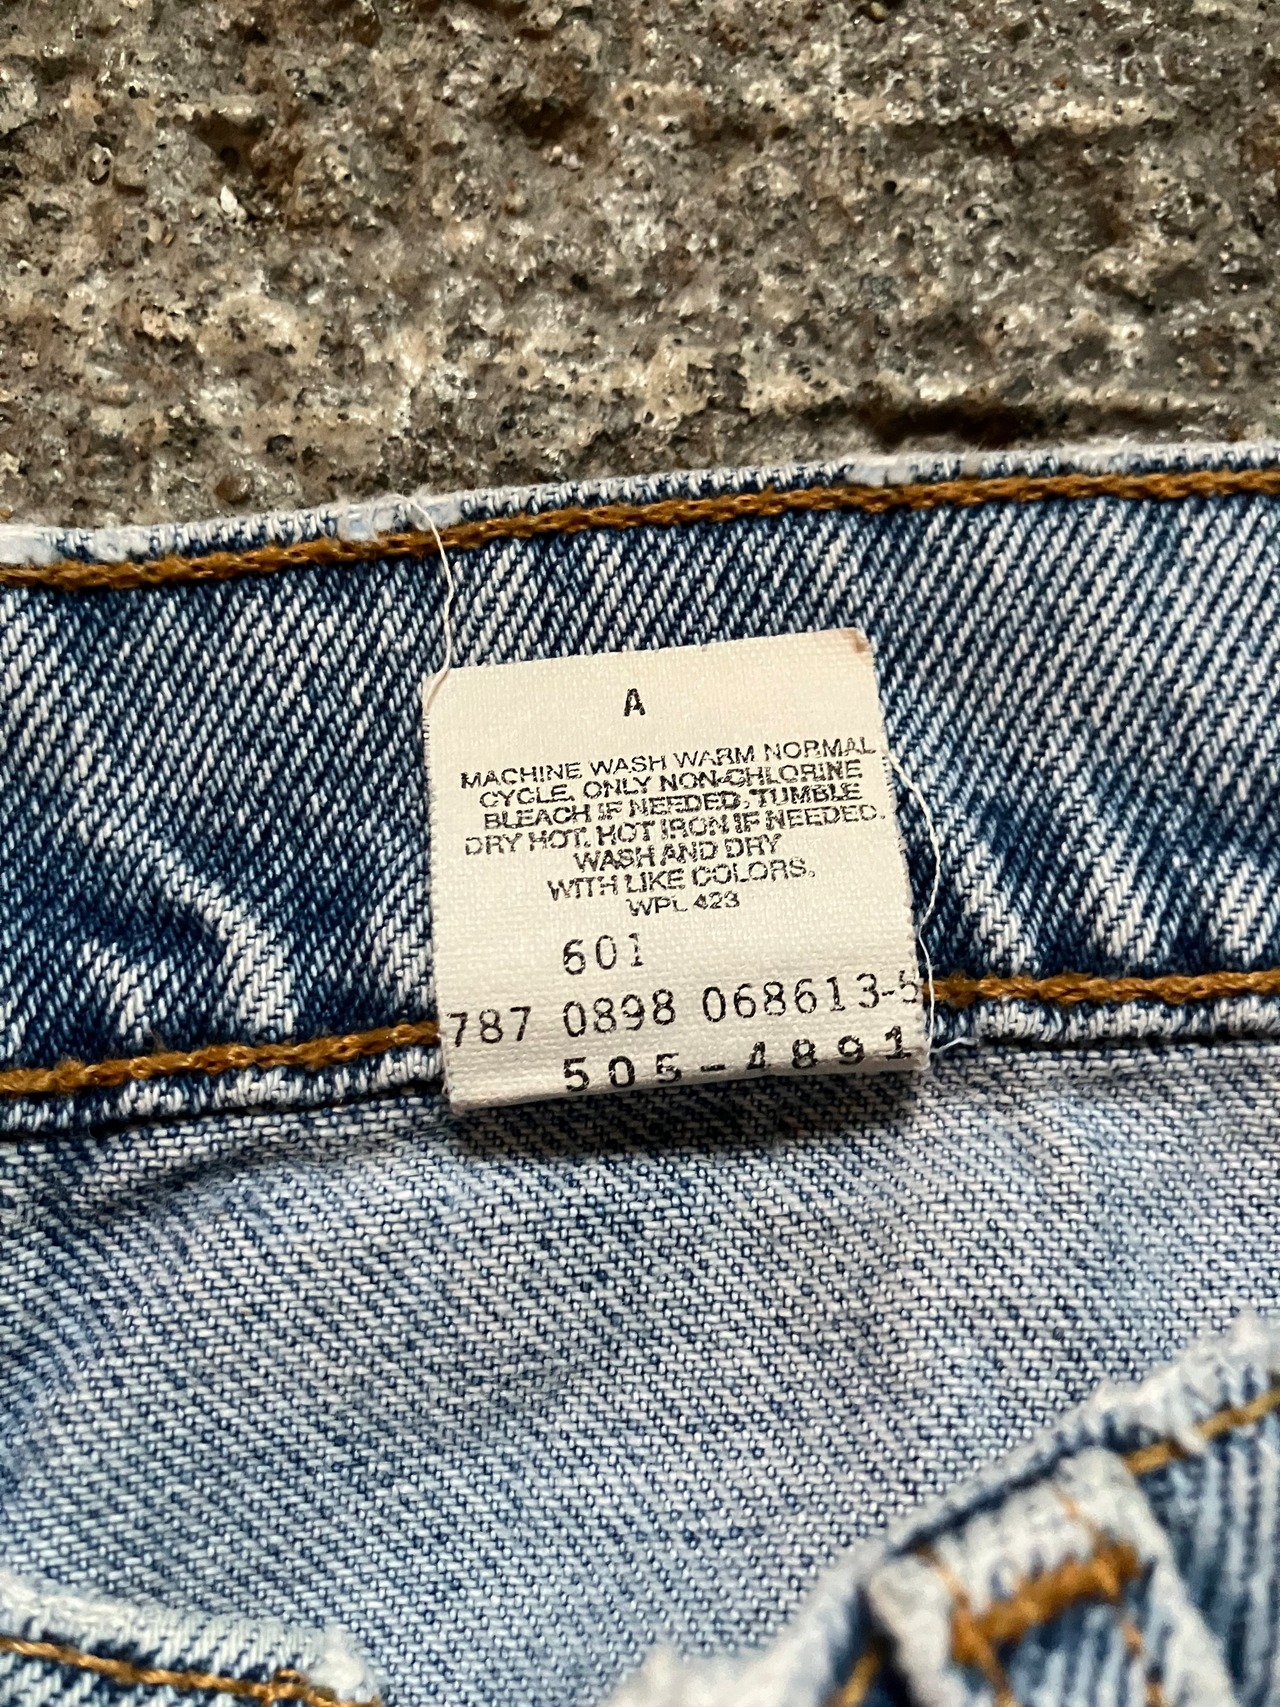 A
MACHINE WASH WARM NORMAL
CYCLE. ONLY NON-CHLORINE
BLEACH IF NEEDED. TUMBLE
DRY HOT. HOT IRON IF NEEDED.
WASH AND DRY
WITH LIKE COLORS.
WPL 423
601
787 0898 068613-5
505-4891